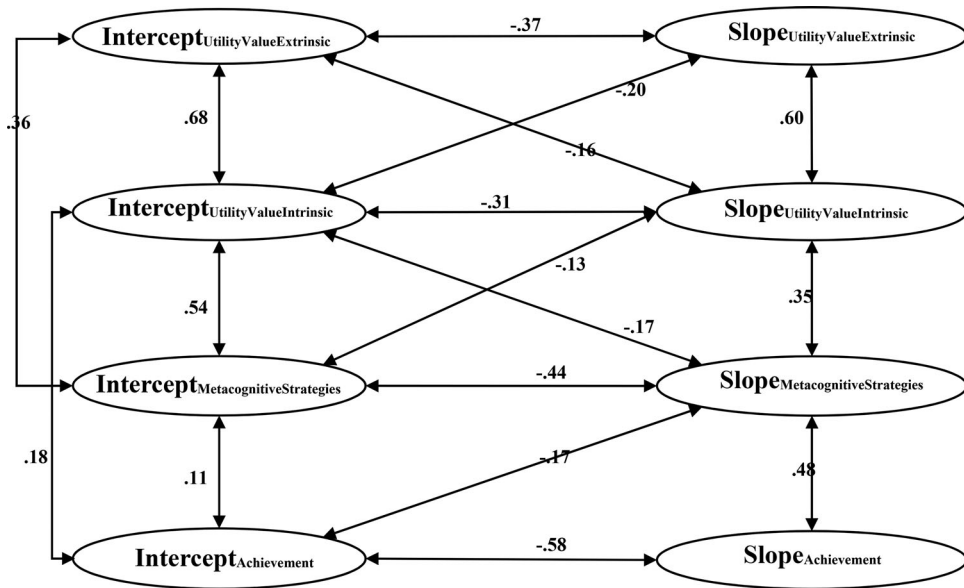 InterceptUtilityValueExtrinsic -.37 SlopeUtilityValueExtrinsic
-.20
.36 .68 .60
-.16
InterceptUtilityValueIntrinsic -.31 SlopeUtilityValueIntrinsic
-.13
.54 .35
-.17
InterceptMetacognitiveStrategies -.44 SlopeMetacognitiveStrategies
.18 -.17
.11 .48
InterceptAchievement -.58 SlopeAchievement